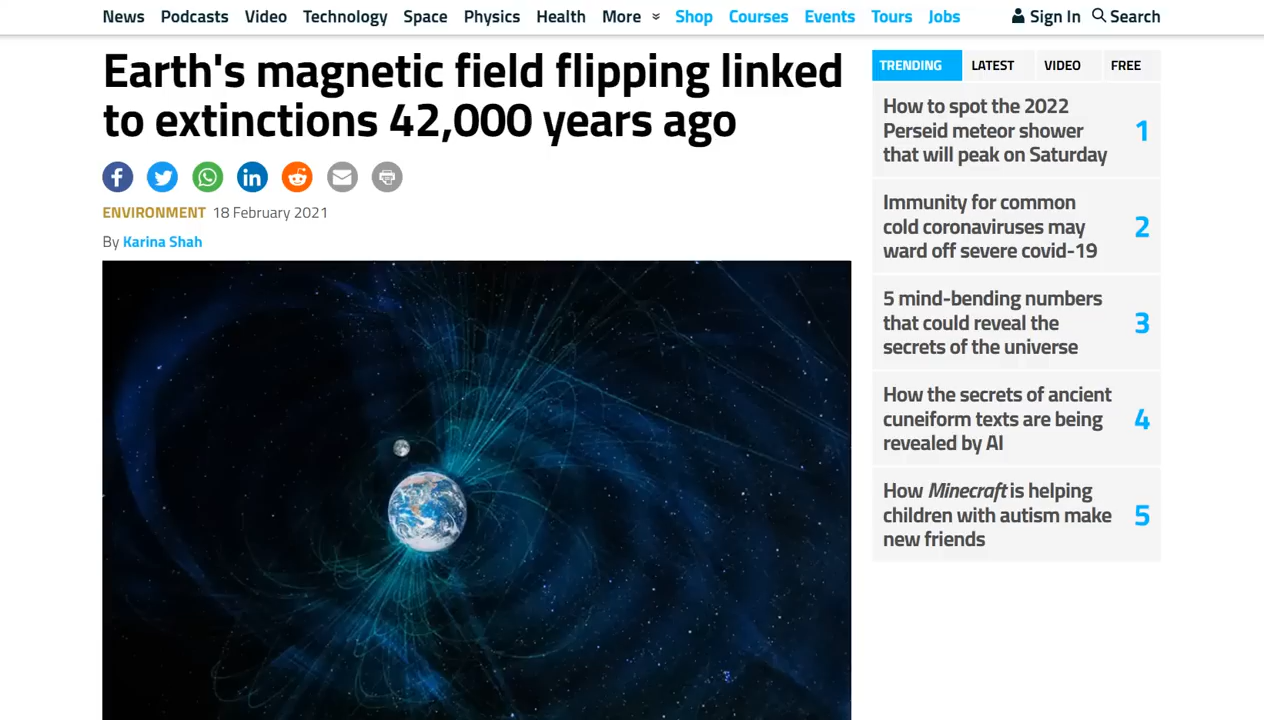 News Podcasts Video Technology Space Physics Health More Shop Courses Events Tours Jobs Sign In Search
Earth's magnetic field flipping linked
to extinctions 42,000 years ago
ENVIRONMENT 18 February 2021
By Karina Shah
TRENDING LATEST VIDEO FREE
How to spot the 2022
Perseid meteor shower
that will peak on Saturday
1
Immunity for common
cold coronaviruses may
ward off severe covid-19
2
5 mind-bending numbers
that could reveal the
secrets of the universe
3
How the secrets of ancient
cuneiform texts are being
revealed by AI
4
How Minecraft is helping
children with autism make
new friends
5